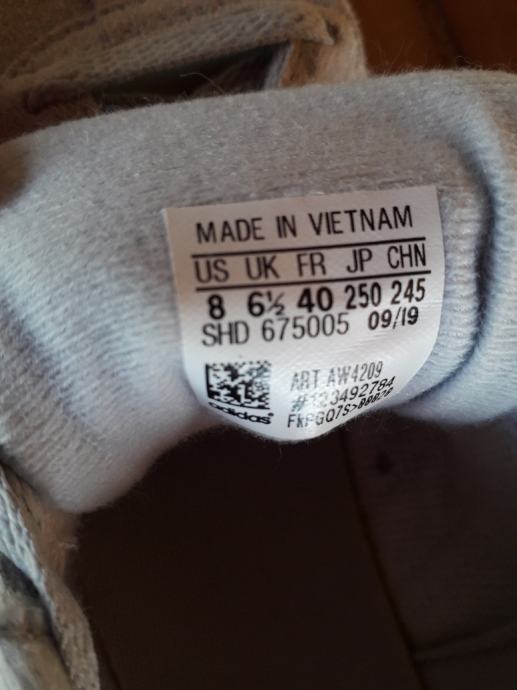 MADE IN VIETNAM
US UK FR JP CHN
8 6½ 40 250 245
SHD 675005 09/19
ART AW4209
#123492784
adidas